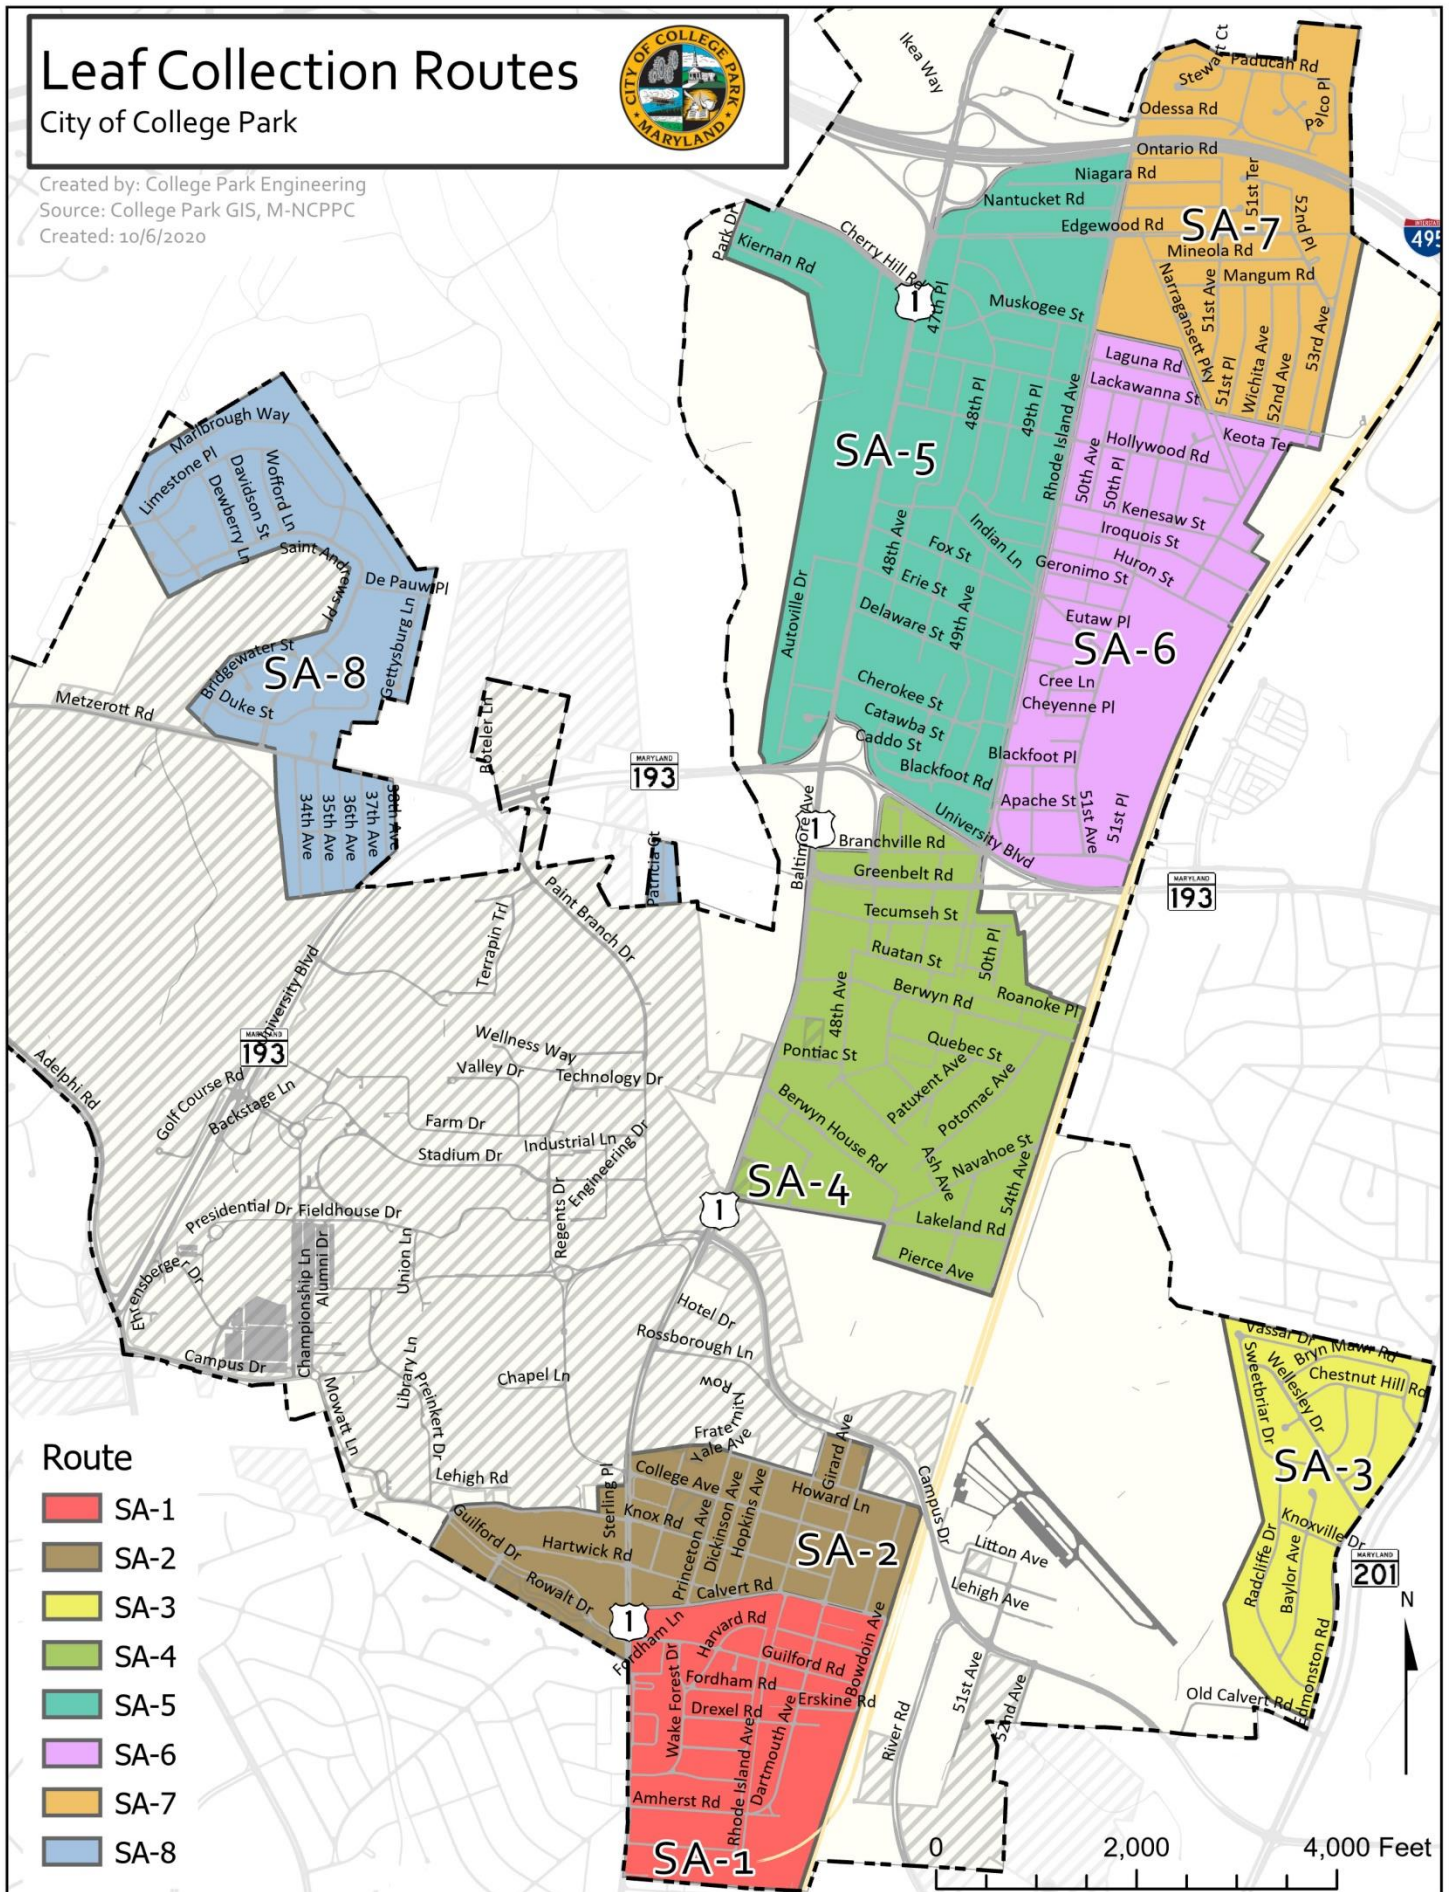 Leaf Collection Routes
City of College Park
CITY OF COLLEGE PARK
MARYLAND
Created by: College Park Engineering
Source: College Park GIS, M-NCPPC
Created: 10/6/2020
Ikea Way
Stewart Ct
Paducah Rd
Palco Pl
Odessa Rd
Ontario Rd
Niagara Rd
51st Ter
Nantucket Rd
52nd Pl
Edgewood Rd
SA-7
INTERSTATE
495
Park Dr
Kiernan Rd
Cherry Hill Rd
Mineola Rd
Mangum Rd
1
47th Pl
Muskogee St
Narragansett Pky
51st Ave
51st Pl
Wichita Ave
52nd Ave
53rd Ave
Laguna Rd
Lackawanna St
48th Pl
49th Pl
Rhode Island Ave
SA-5
Hollywood Rd
Keota Ter
50th Ave
50th Pl
Kenesaw St
Iroquois St
Huron St
Geronimo St
48th Ave
Fox St
Indian Ln
Erie St
Delaware St
49th Ave
Autoville Dr
Eutaw Pl
SA-6
Cree Ln
Cheyenne Pl
Cherokee St
Catawba St
Caddo St
Blackfoot Rd
Blackfoot Pl
Apache St
51st Ave
51st Pl
University Blvd
Marlbrough Way
Limestone Pl
Wofford Ln
Davidson St
Dewberry Ln
Saint Andrews Pl
De Pauw Pl
Gettysburg Ln
Bridgewater St
SA-8
Duke St
Metzerott Rd
34th Ave
35th Ave
36th Ave
37th Ave
38th Ave
Boteler Ln
MARYLAND
193
Patricia Ct
Baltimore Ave
1
Branchville Rd
Greenbelt Rd
MARYLAND
193
Tecumseh St
Ruatan St
50th Pl
Berwyn Rd
Roanoke Pl
48th Ave
Quebec St
Pontiac St
Patuxent Ave
Potomac Ave
Berwyn House Rd
Ash Ave
Navahoe St
54th Ave
SA-4
Lakeland Rd
Pierce Ave
Paint Branch Dr
Terrapin Trl
University Blvd
MARYLAND
193
Wellness Way
Valley Dr
Technology Dr
Adelphi Rd
Golf Course Rd
Backstage Ln
Farm Dr
Industrial Ln
Stadium Dr
Engineering Dr
Regents Dr
1
Presidential Dr
Fieldhouse Dr
Ehrensberger Dr
Championship Ln
Alumni Dr
Union Ln
Hotel Dr
Rossborough Ln
Campus Dr
Library Ln
Preinkert Dr
Chapel Ln
Mowatt Ln
Fraternity Row
Yale Ave
Girard Ave
Lehigh Rd
College Ave
Howard Ln
Campus Dr
Sterling Pl
Knox Rd
Guilford Dr
Hartwick Rd
Princeton Ave
Dickinson Ave
Hopkins Ave
SA-2
Rowalt Dr
Calvert Rd
Litton Ave
Lehigh Ave
1
Fordham Ln
Harvard Rd
Guilford Rd
Bowdoin Ave
Fordham Rd
Wake Forest Dr
Drexel Rd
Erskine Rd
Rhode Island Ave
Dartmouth Ave
Amherst Rd
SA-1
River Rd
51st Ave
52nd Ave
Vassar Dr
Bryn Mawr Rd
Chestnut Hill Rd
Sweetbriar Dr
Wellesley Dr
SA-3
Knoxville Dr
Radcliffe Dr
Baylor Ave
MARYLAND
201
Edmonston Rd
Old Calvert Rd
Route
SA-1
SA-2
SA-3
SA-4
SA-5
SA-6
SA-7
SA-8
N
0 2,000 4,000 Feet